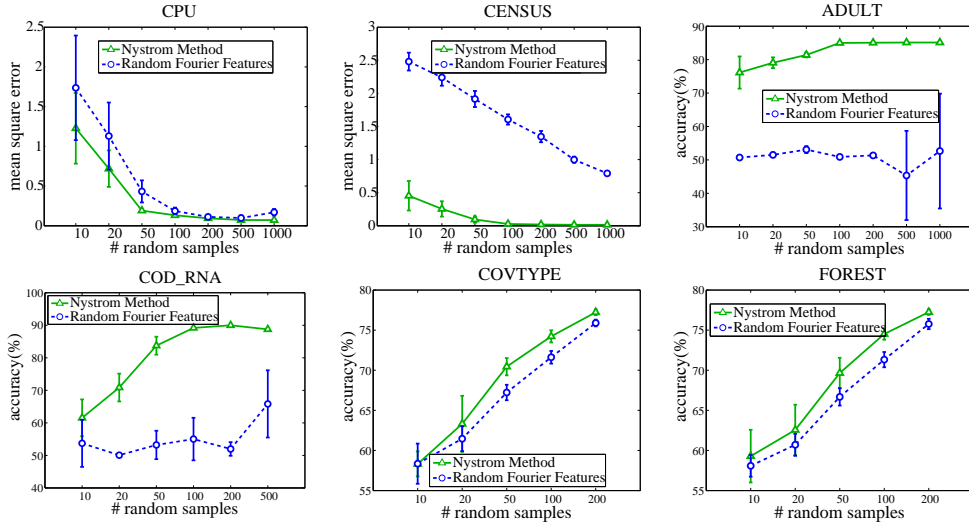 CPU
2.5
2
1.5
1
0.5
0
mean square error
Nystrom Method
Random Fourier Features
10 20 50 100 200 500 1000
# random samples
CENSUS
3
2.5
2
1.5
1
0.5
0
mean square error
Nystrom Method
Random Fourier Features
10 20 50 100 200 500 1000
# random samples
ADULT
90
80
70
60
50
40
30
accuracy(%)
Nystrom Method
Random Fourier Features
10 20 50 100 200 500 1000
# random samples
COD_RNA
100
90
80
70
60
50
40
accuracy(%)
Nystrom Method
Random Fourier Features
10 20 50 100 200 500
# random samples
COVTYPE
80
75
70
65
60
55
accuracy(%)
Nystrom Method
Random Fourier Features
10 20 50 100 200
# random samples
FOREST
80
75
70
65
60
55
accuracy(%)
Nystrom Method
Random Fourier Features
10 20 50 100 200
# random samples